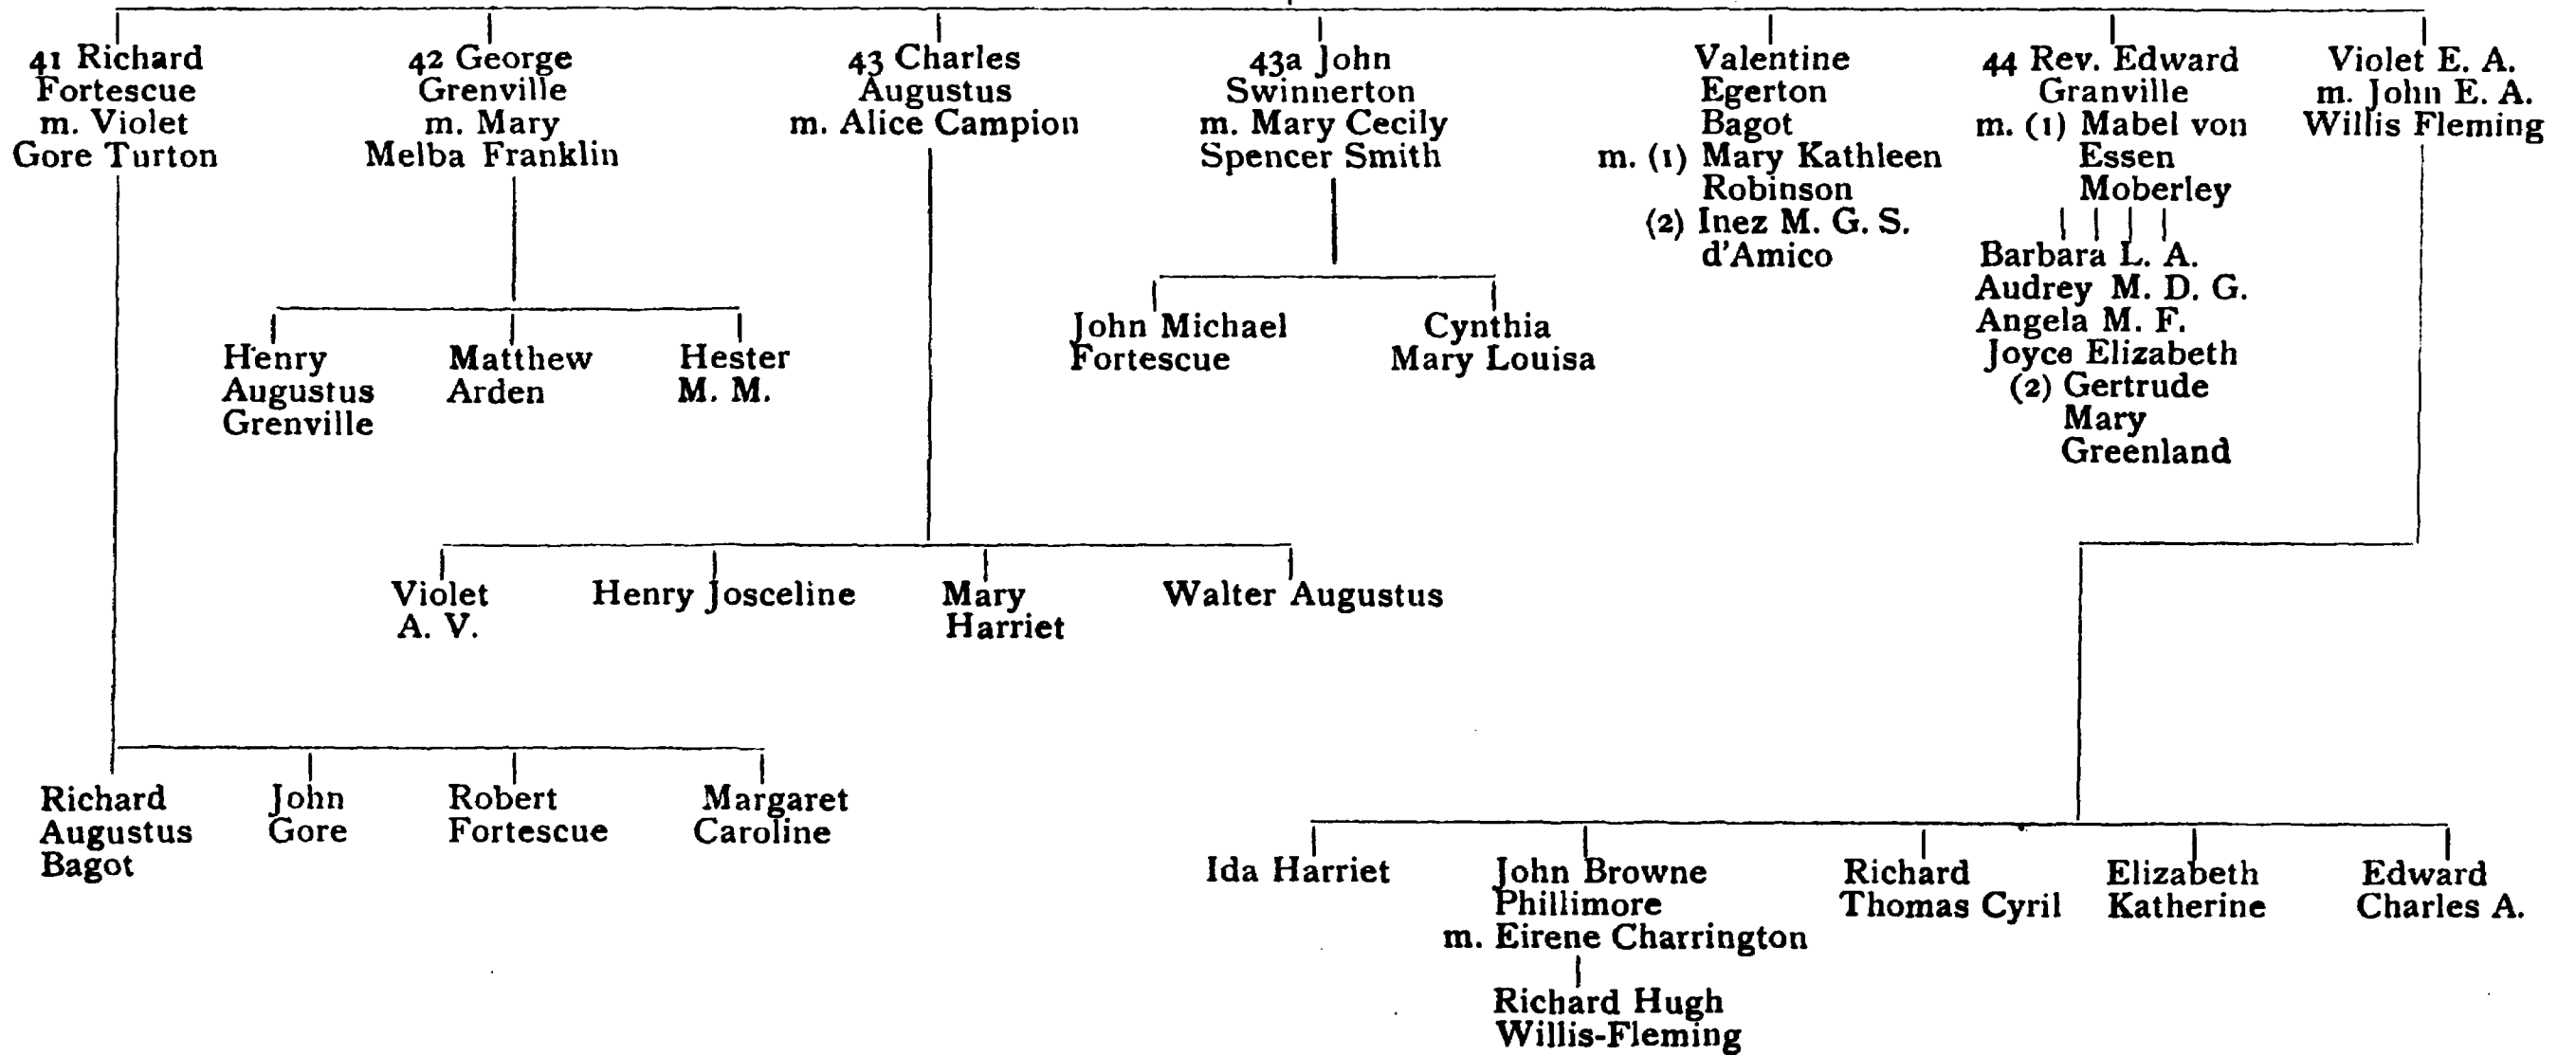 41 Richard
Fortescue
m. Violet
Gore Turton
42 George
Grenville
m. Mary
Melba Franklin
43 Charles
Augustus
m. Alice Campion
43a John
Swinnerton
m. Mary Cecily
Spencer Smith
Valentine
Egerton
Bagot
m. (1) Mary Kathleen
Robinson
(2) Inez M. G. S.
d'Amico
44 Rev. Edward
Granville
m. (1) Mabel von
Essen
Moberley
Barbara L. A.
Audrey M. D. G.
Angela M. F.
Joyce Elizabeth
(2) Gertrude
Mary
Greenland
Violet E. A.
m. John E. A.
Willis Fleming
Henry
Augustus
Grenville
Matthew
Arden
Hester
M. M.
John Michael
Fortescue
Cynthia
Mary Louisa
Violet
A. V.
Henry Josceline
Mary
Harriet
Walter Augustus
Richard
Augustus
Bagot
John
Gore
Robert
Fortescue
Margaret
Caroline
Ida Harriet
John Browne
Phillimore
m. Eirene Charrington
Richard Hugh
Willis-Fleming
Richard
Thomas Cyril
Elizabeth
Katherine
Edward
Charles A.